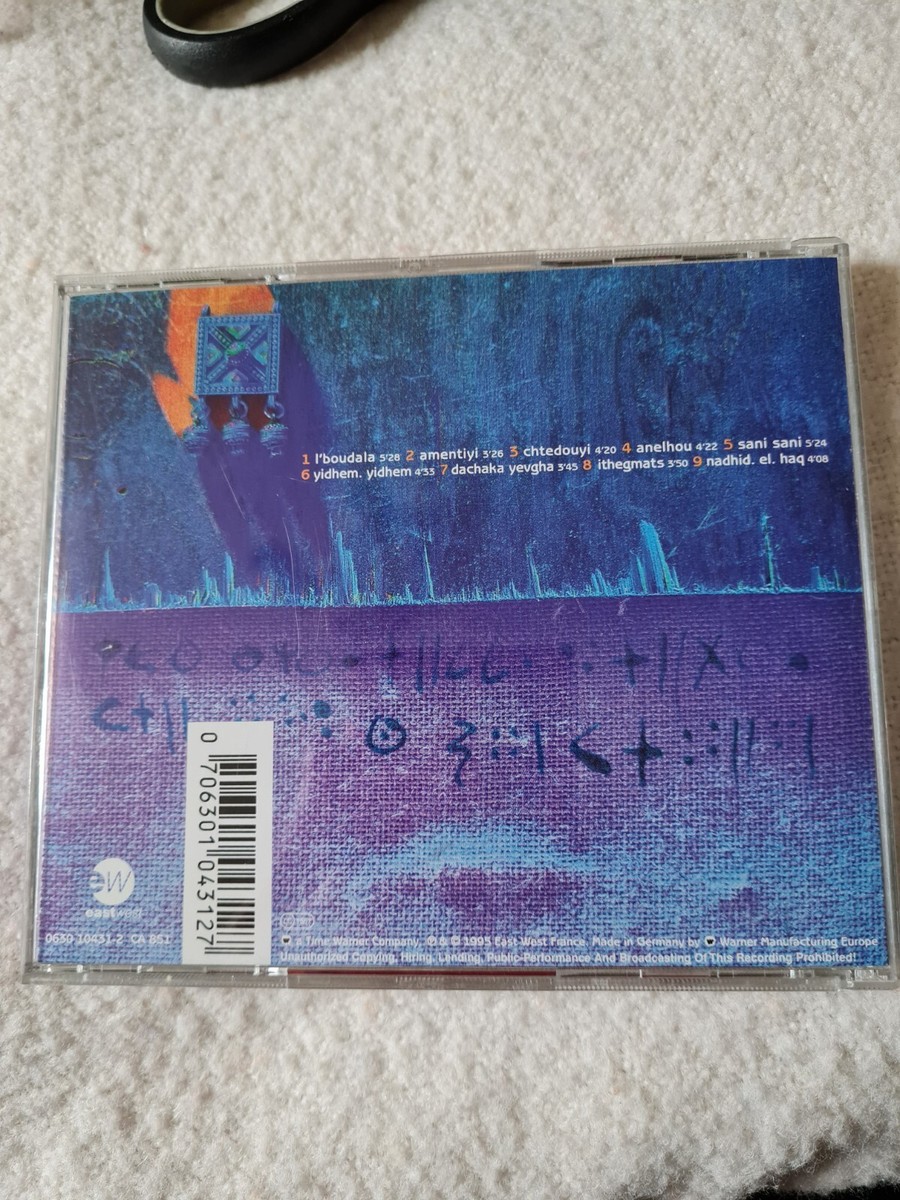 1 l'boudala 5'28 2 amentiyi 3'26 3 chtedouyi 4'20 4 anelhou 4'22 5 sani sani 5'24
6 yidhem. yidhem 4'33 7 dachaka yevgha 3'45 8 ithegmats 3'50 9 nadhid. el. haq 4'08
0 706301 043127
ew
eastwest
0630 10431-2 CA 851
a Time Warner Company. ℗ & © 1995 East West France. Made in Germany by Warner Manufacturing Europe
Unauthorized Copying, Hiring, Lending, Public Performance And Broadcasting Of This Recording Prohibited!